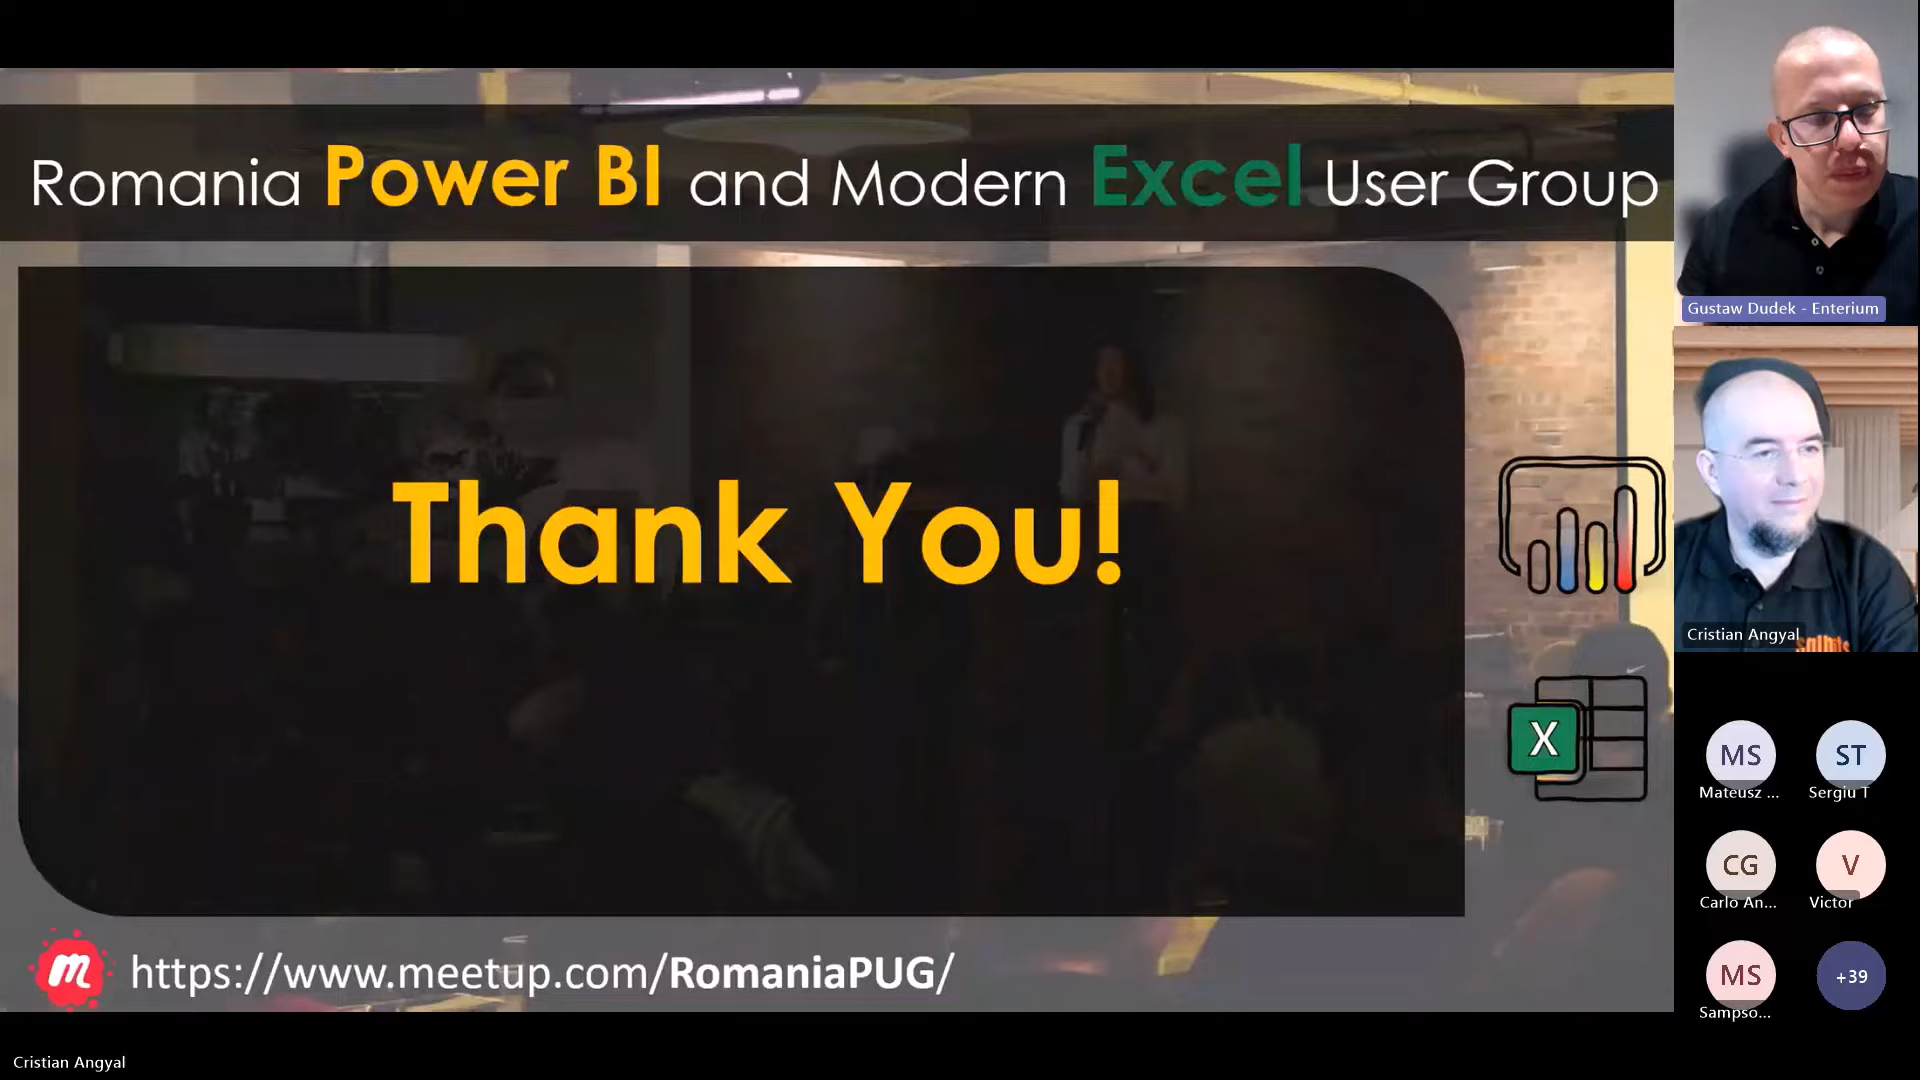 Romania Power BI and Modern Excel User Group
Thank You!
https://www.meetup.com/RomaniaPUG/
m
X
Gustaw Dudek - Enterium
Cristian Angyal
MS
Mateusz ...
ST
Sergiu T
CG
Carlo An...
V
Victor
MS
Sampso...
+39
Cristian Angyal